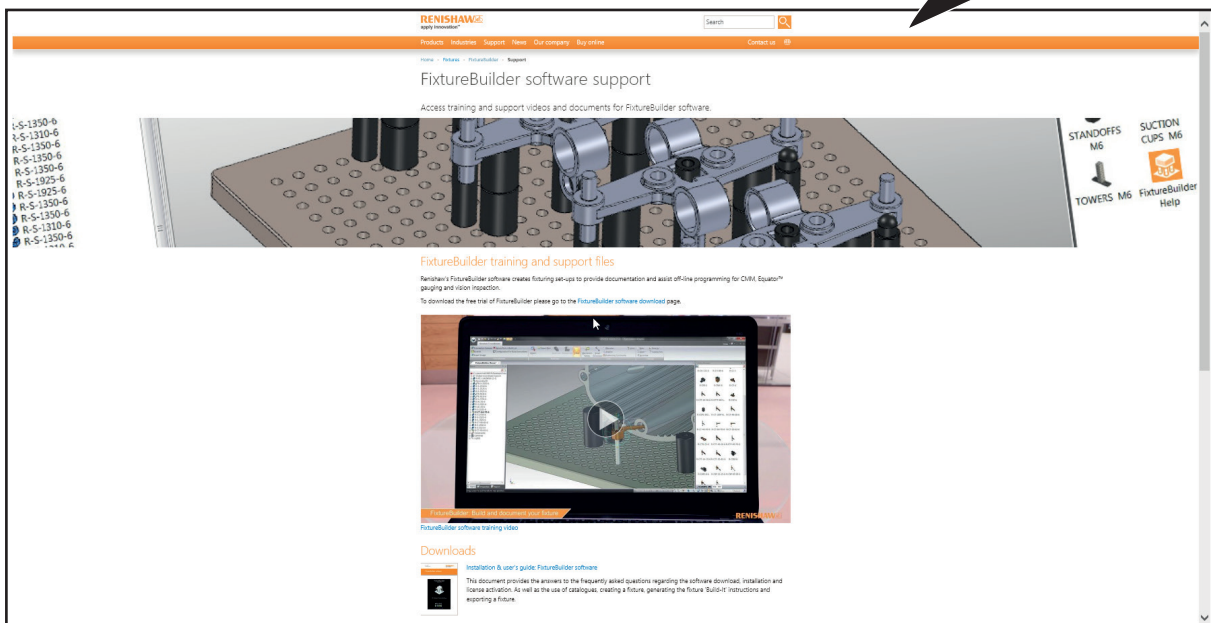 RENISHAW
apply innovation™
Search
Products Industries Support News Our company Buy online
Contact us
Home - Fixtures - FixtureBuilder - Support
FixtureBuilder software support
Access training and support videos and documents for FixtureBuilder software.
R-S-1310-6
R-S-1350-6
R-S-1350-6
R-S-1350-6
R-S-1925-6
R-S-1925-6
R-S-1350-6
R-S-1350-6
R-S-1310-6
R-S-1350-6
STANDOFFS
M6
SUCTION
CUPS M6
TOWERS M6
FixtureBuilder
Help
FixtureBuilder training and support files
Renishaw's FixtureBuilder software creates fixturing set-ups to provide documentation and assist off-line programming for CMM, Equator™
gauging and vision inspection.
To download the free trial of FixtureBuilder please go to the FixtureBuilder software download page.
FixtureBuilder: Build and document your fixture
RENISHAW
FixtureBuilder software training video
Downloads
Installation & user's guide: FixtureBuilder software
This document provides the answers to the frequently asked questions regarding the software download, installation and
license activation. As well as the use of catalogues, creating a fixture, generating the fixture 'Build-It' instructions and
exporting a fixture.